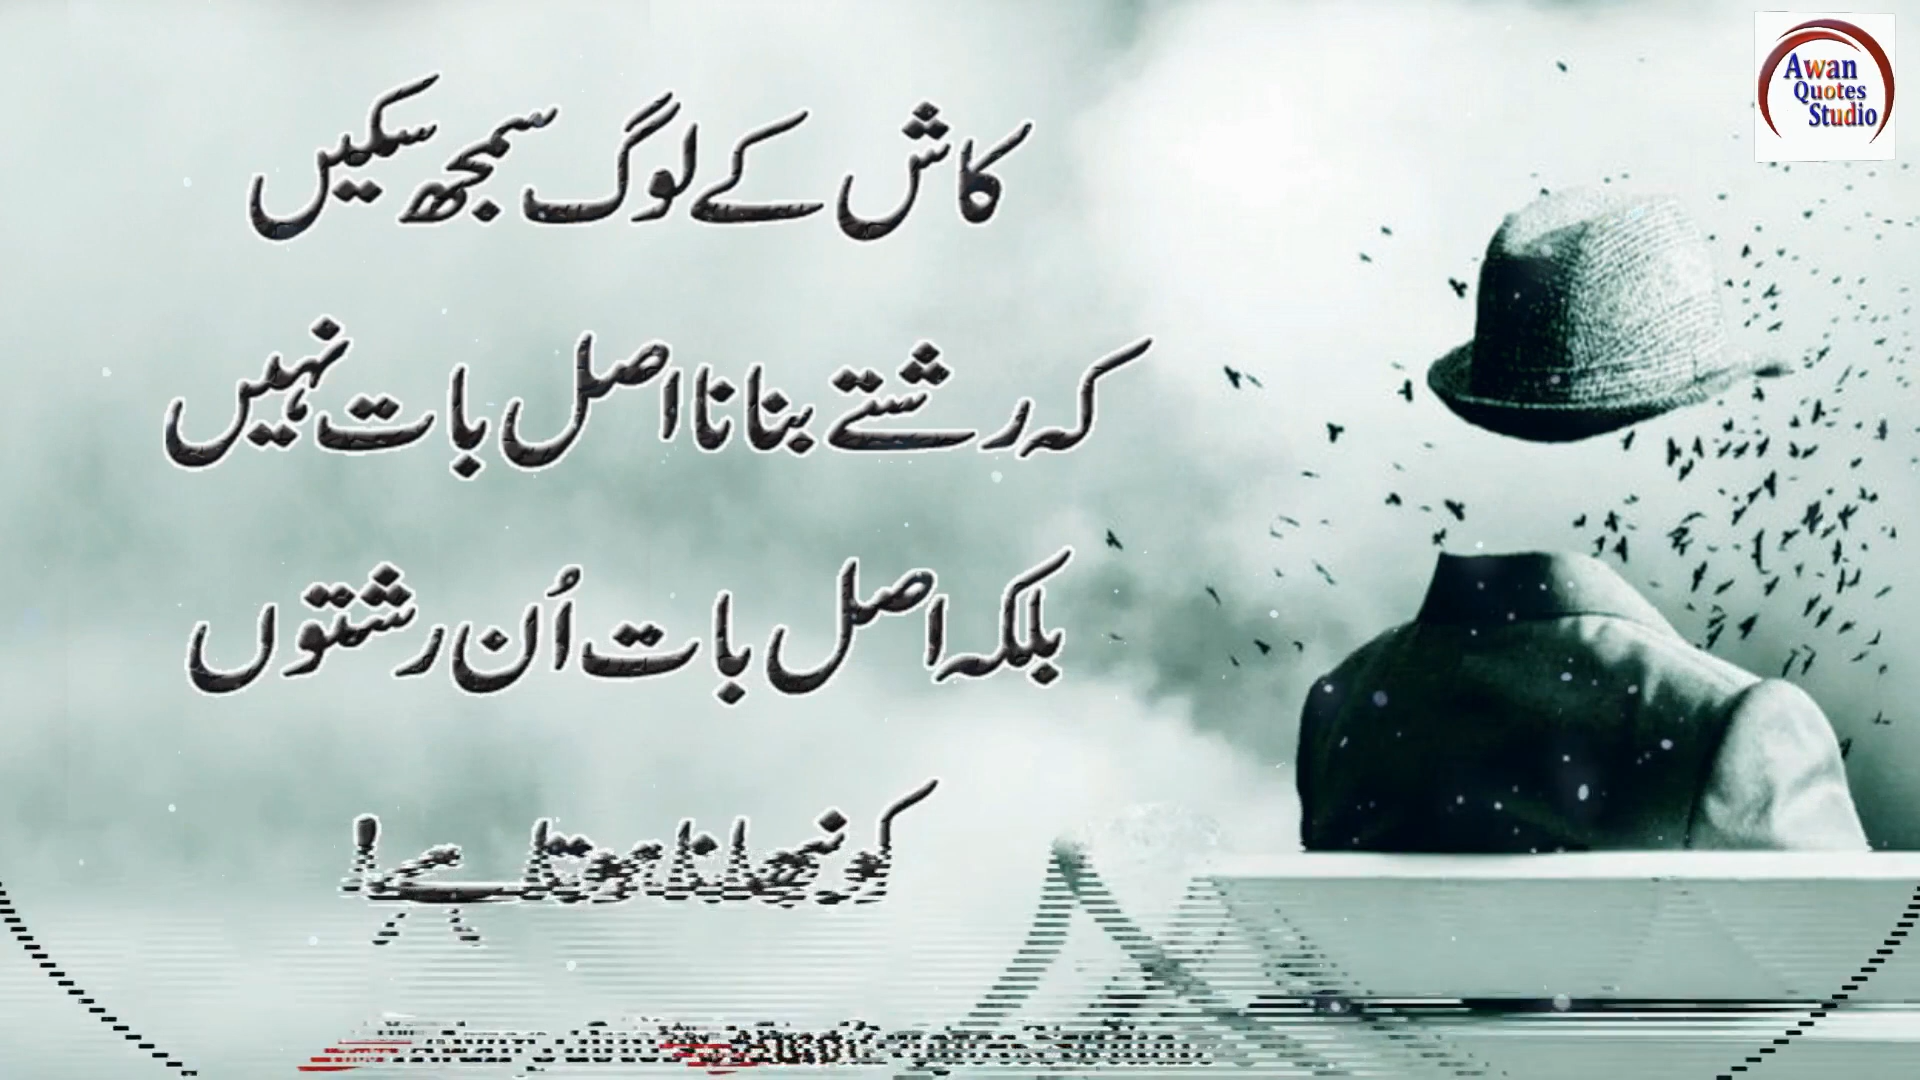 Awan
Quotes
Studio
کاش کے لوگ سمجھ سکیں
کہ رشتے بنانا اصل بات نہیں
بلکہ اصل بات اُن رشتوں
کو نبھانا ہوتا ہے!